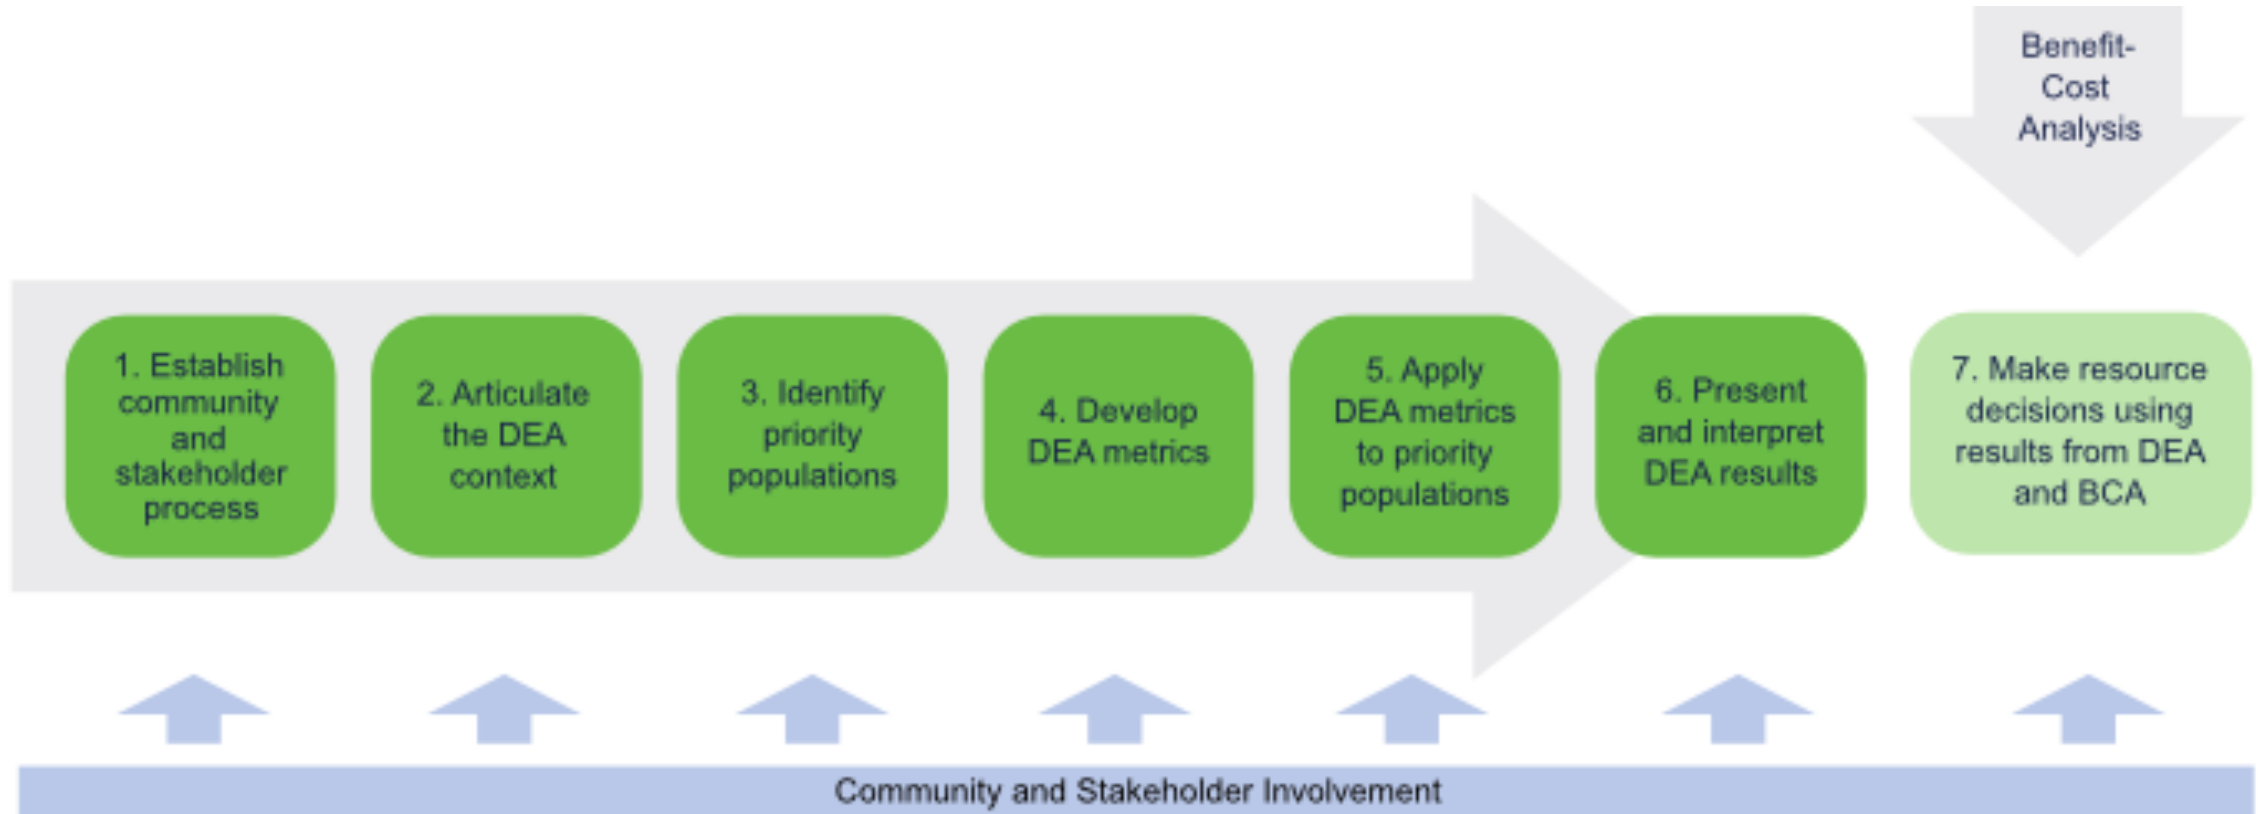 Benefit-
Cost
Analysis
1. Establish
community
and
stakeholder
process
2. Articulate
the DEA
context
3. Identify
priority
populations
4. Develop
DEA metrics
5. Apply
DEA metrics
to priority
populations
6. Present
and interpret
DEA results
7. Make resource
decisions using
results from DEA
and BCA
Community and Stakeholder Involvement